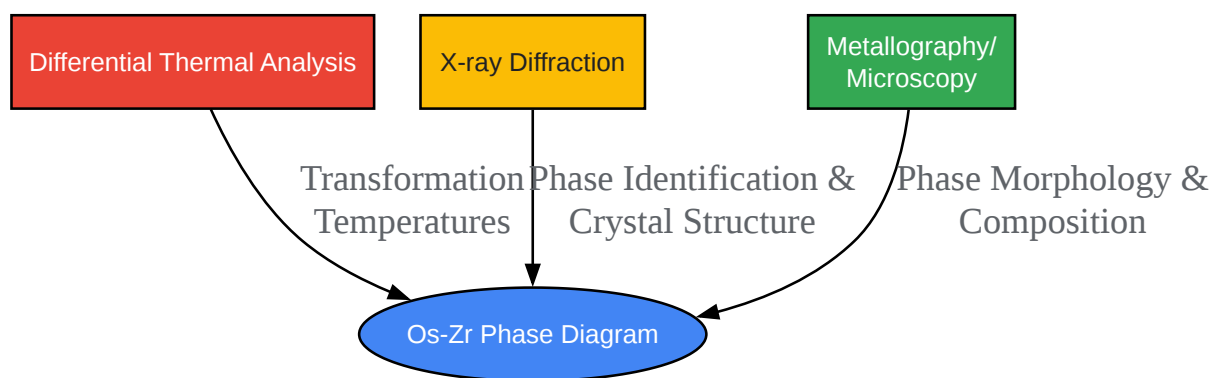 Differential Thermal Analysis
X-ray Diffraction
Metallography/
Microscopy
Transformation
Temperatures
Phase Identification &
Crystal Structure
Phase Morphology &
Composition
Os-Zr Phase Diagram